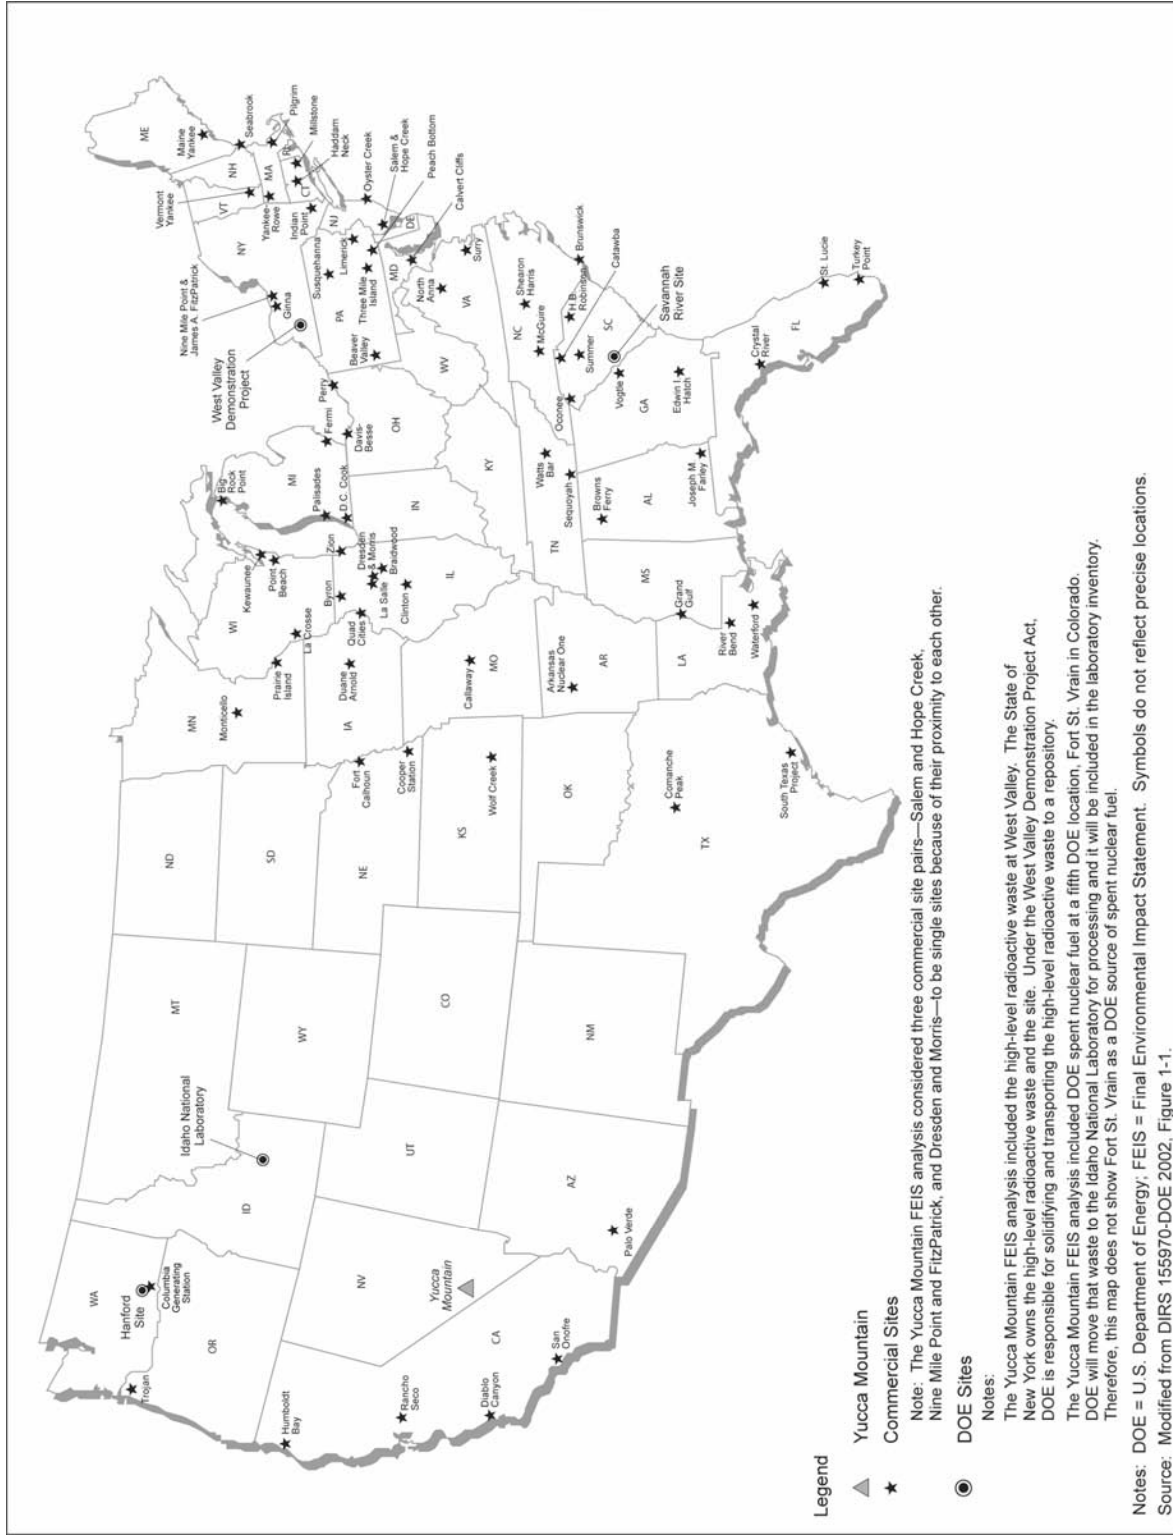 WA
Hanford
Site
Columbia
Generating
Station
Trojan
OR
Humboldt
Bay
Rancho
Seco
Diablo
Canyon
San
Onofre
CA
NV
Yucca
Mountain
ID
Idaho National
Laboratory
MT
WY
UT
AZ
Palo Verde
CO
NM
ND
SD
NE
KS
Wolf Creek
OK
TX
Comanche
Peak
South Texas
Project
Fort
Calhoun
Cooper
Station
MN
Monticello
Prairie
Island
IA
Duane
Arnold
MO
Callaway
AR
Arkansas
Nuclear One
LA
River
Bend
Waterford
WI
La Crosse
Kewaunee
Point
Beach
Byron
Zion
Quad
Cities
Dresden
& Morris
La Salle
Braidwood
Clinton
IL
MS
Grand
Gulf
MI
Big
Rock
Point
Palisades
D.C. Cook
Fermi
IN
OH
Davis-
Besse
Perry
KY
TN
Watts
Bar
Sequoyah
Browns
Ferry
AL
Joseph M.
Farley
GA
Vogtle
Edwin I.
Hatch
FL
Crystal
River
St. Lucie
Turkey
Point
SC
Oconee
Summer
H.B.
Robinson
Catawba
Savannah
River Site
NC
McGuire
Shearon
Harris
Brunswick
VA
North
Anna
Surry
WV
MD
Calvert Cliffs
DE
PA
Beaver
Valley
Susquehanna
Three Mile
Island
Limerick
Peach Bottom
NJ
Salem &
Hope Creek
Oyster Creek
NY
West Valley
Demonstration
Project
Nine Mile Point &
James A. FitzPatrick
Ginna
Indian
Point
VT
Vermont
Yankee
Yankee-
Rowe
NH
MA
CT
RI
Haddam
Neck
Millstone
Pilgrim
Seabrook
ME
Maine
Yankee
Legend
Yucca Mountain
Commercial Sites
Note: The Yucca Mountain FEIS analysis considered three commercial site pairs—Salem and Hope Creek,
Nine Mile Point and FitzPatrick, and Dresden and Morris—to be single sites because of their proximity to each other.
DOE Sites
Notes:
The Yucca Mountain FEIS analysis included the high-level radioactive waste at West Valley. The State of
New York owns the high-level radioactive waste and the site. Under the West Valley Demonstration Project Act,
DOE is responsible for solidifying and transporting the high-level radioactive waste to a repository.
The Yucca Mountain FEIS analysis included DOE spent nuclear fuel at a fifth DOE location, Fort St. Vrain in Colorado.
DOE will move that waste to the Idaho National Laboratory for processing and it will be included in the laboratory inventory.
Therefore, this map does not show Fort St. Vrain as a DOE source of spent nuclear fuel.
Notes: DOE = U.S. Department of Energy; FEIS = Final Environmental Impact Statement. Symbols do not reflect precise locations.
Source: Modified from DIRS 155970-DOE 2002, Figure 1-1.